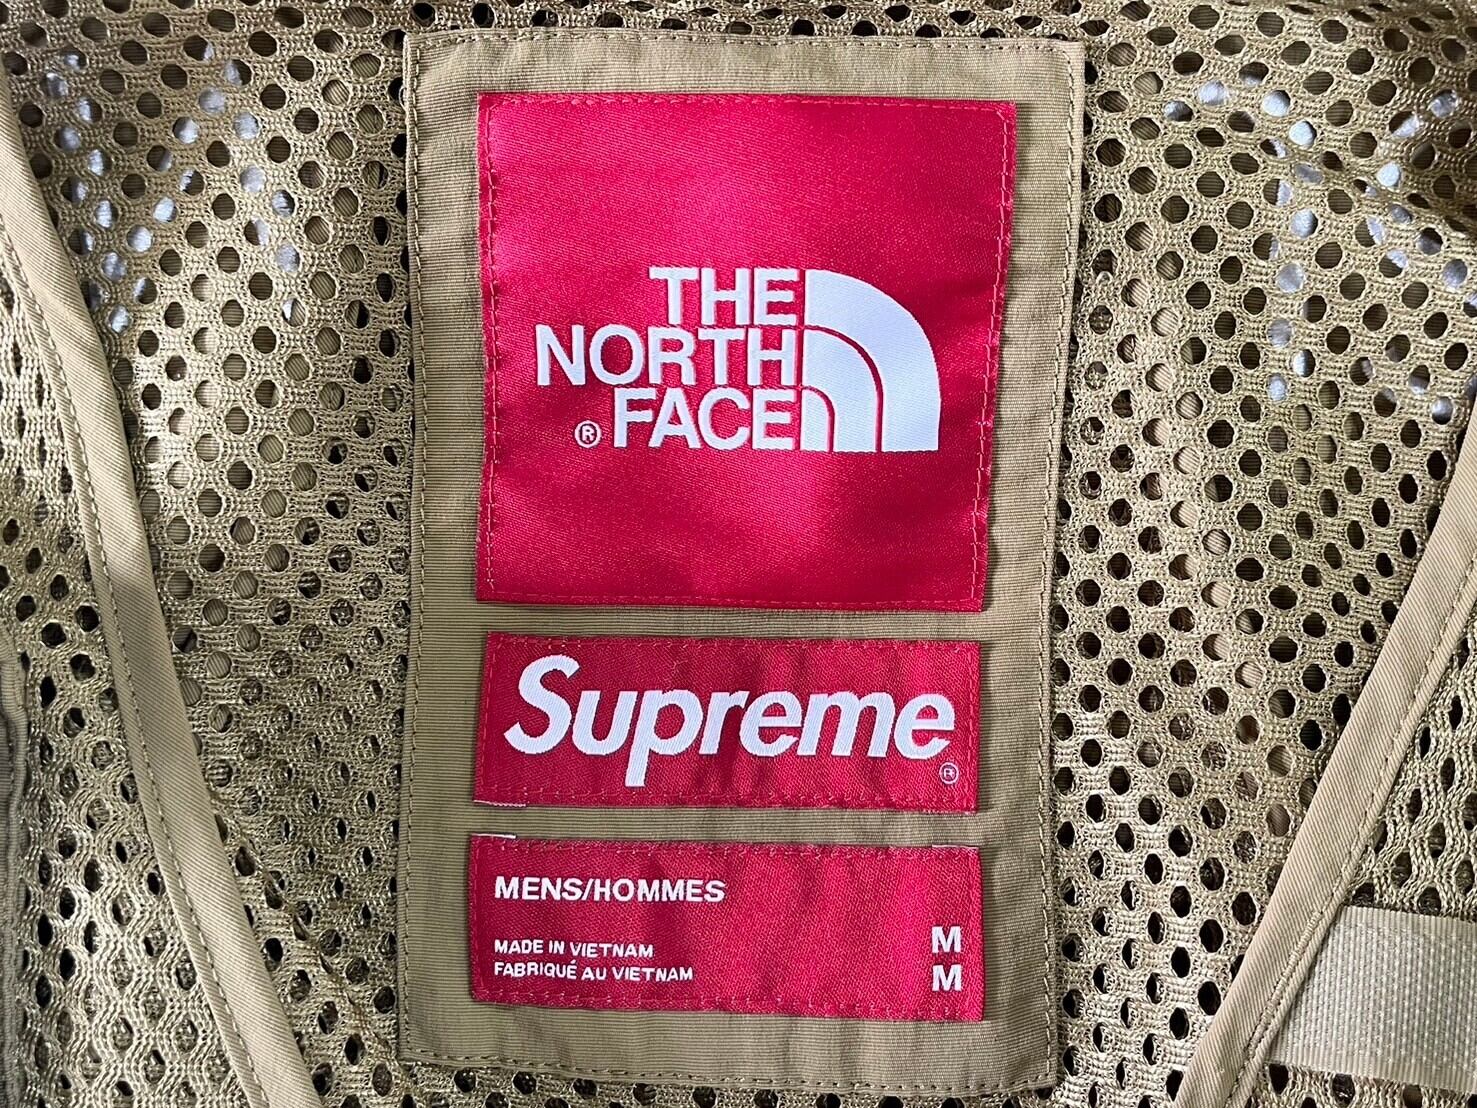 THE
NORTH
® FACE
Supreme
®
MENS/HOMMES
MADE IN VIETNAM
M
FABRIQUÉ AU VIETNAM
M